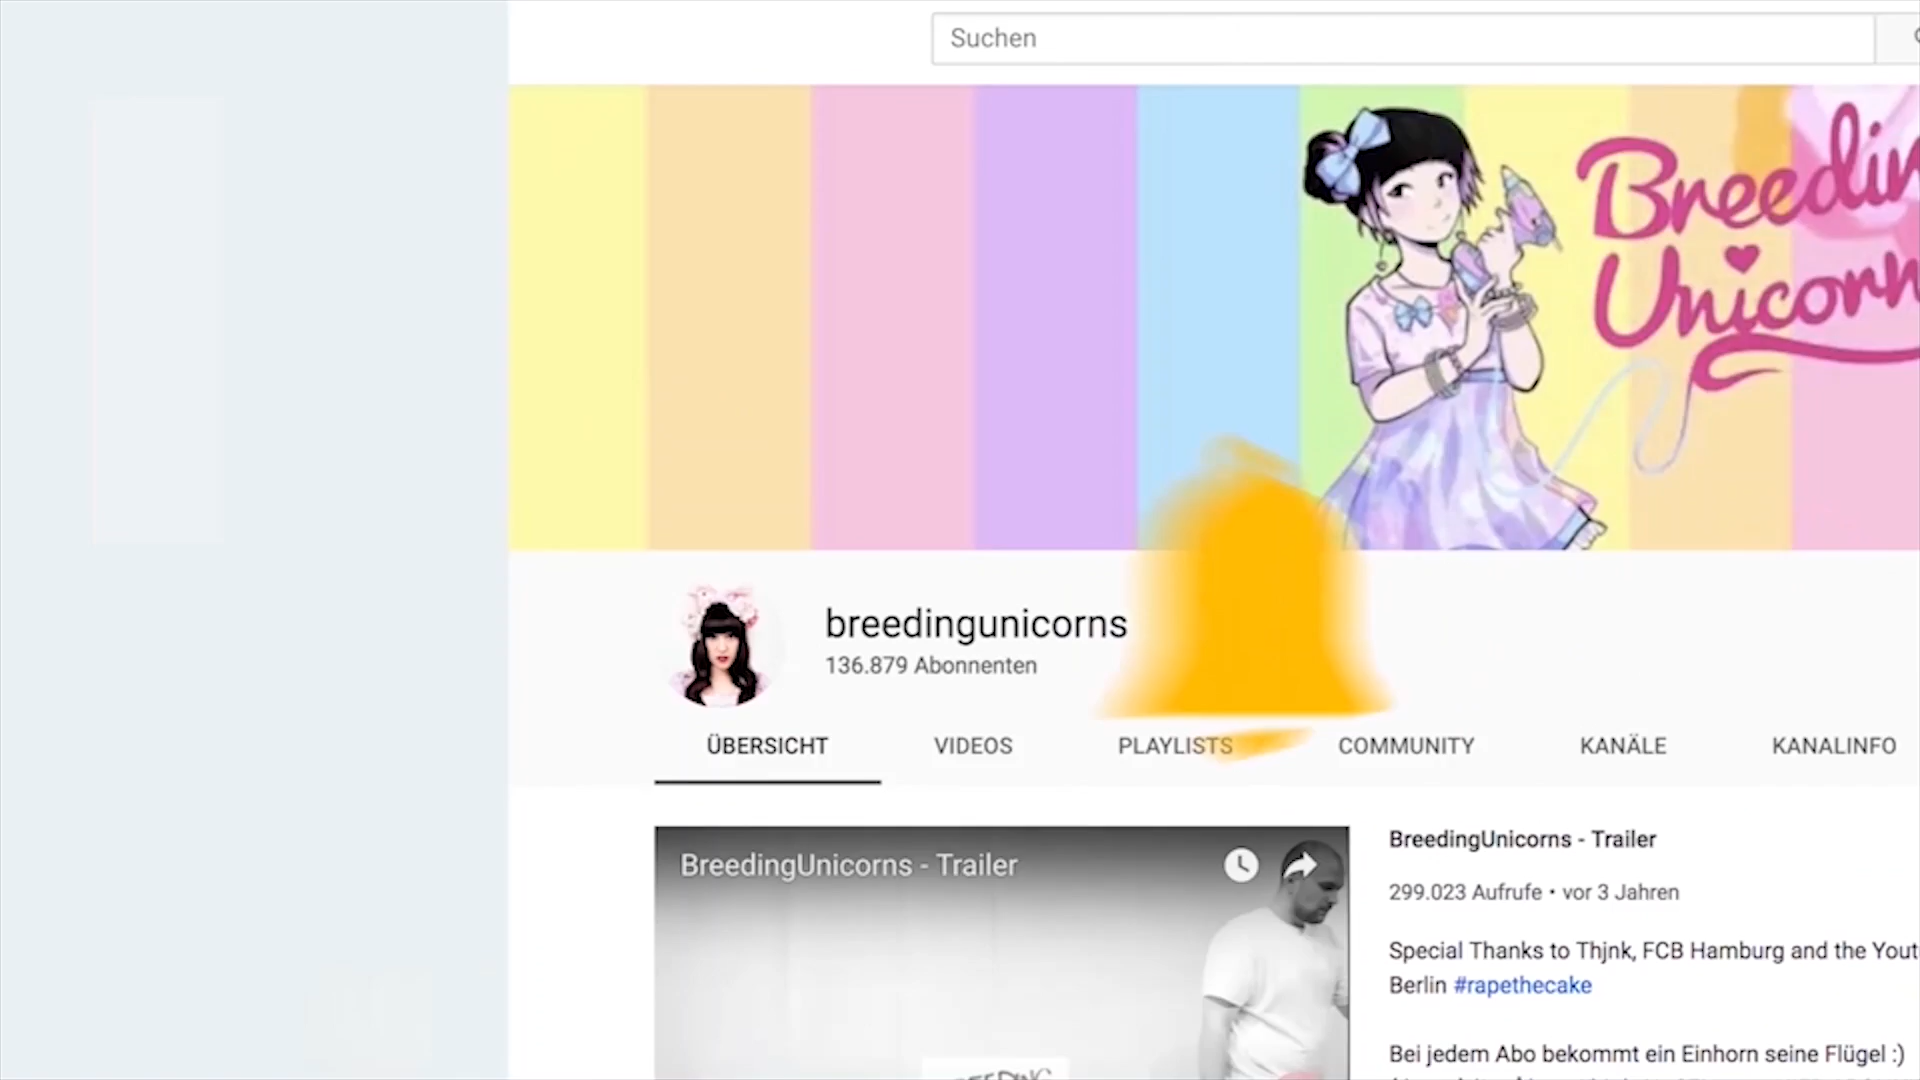 Suchen
Breedin
Unicorn
breedingunicorns
136.879 Abonnenten
ÜBERSICHT VIDEOS PLAYLISTS COMMUNITY KANÄLE KANALINFO
BreedingUnicorns - Trailer
BreedingUnicorns - Trailer
299.023 Aufrufe • vor 3 Jahren
Special Thanks to Thjnk, FCB Hamburg and the Yout
Berlin #rapethecake
Bei jedem Abo bekommt ein Einhorn seine Flügel :)